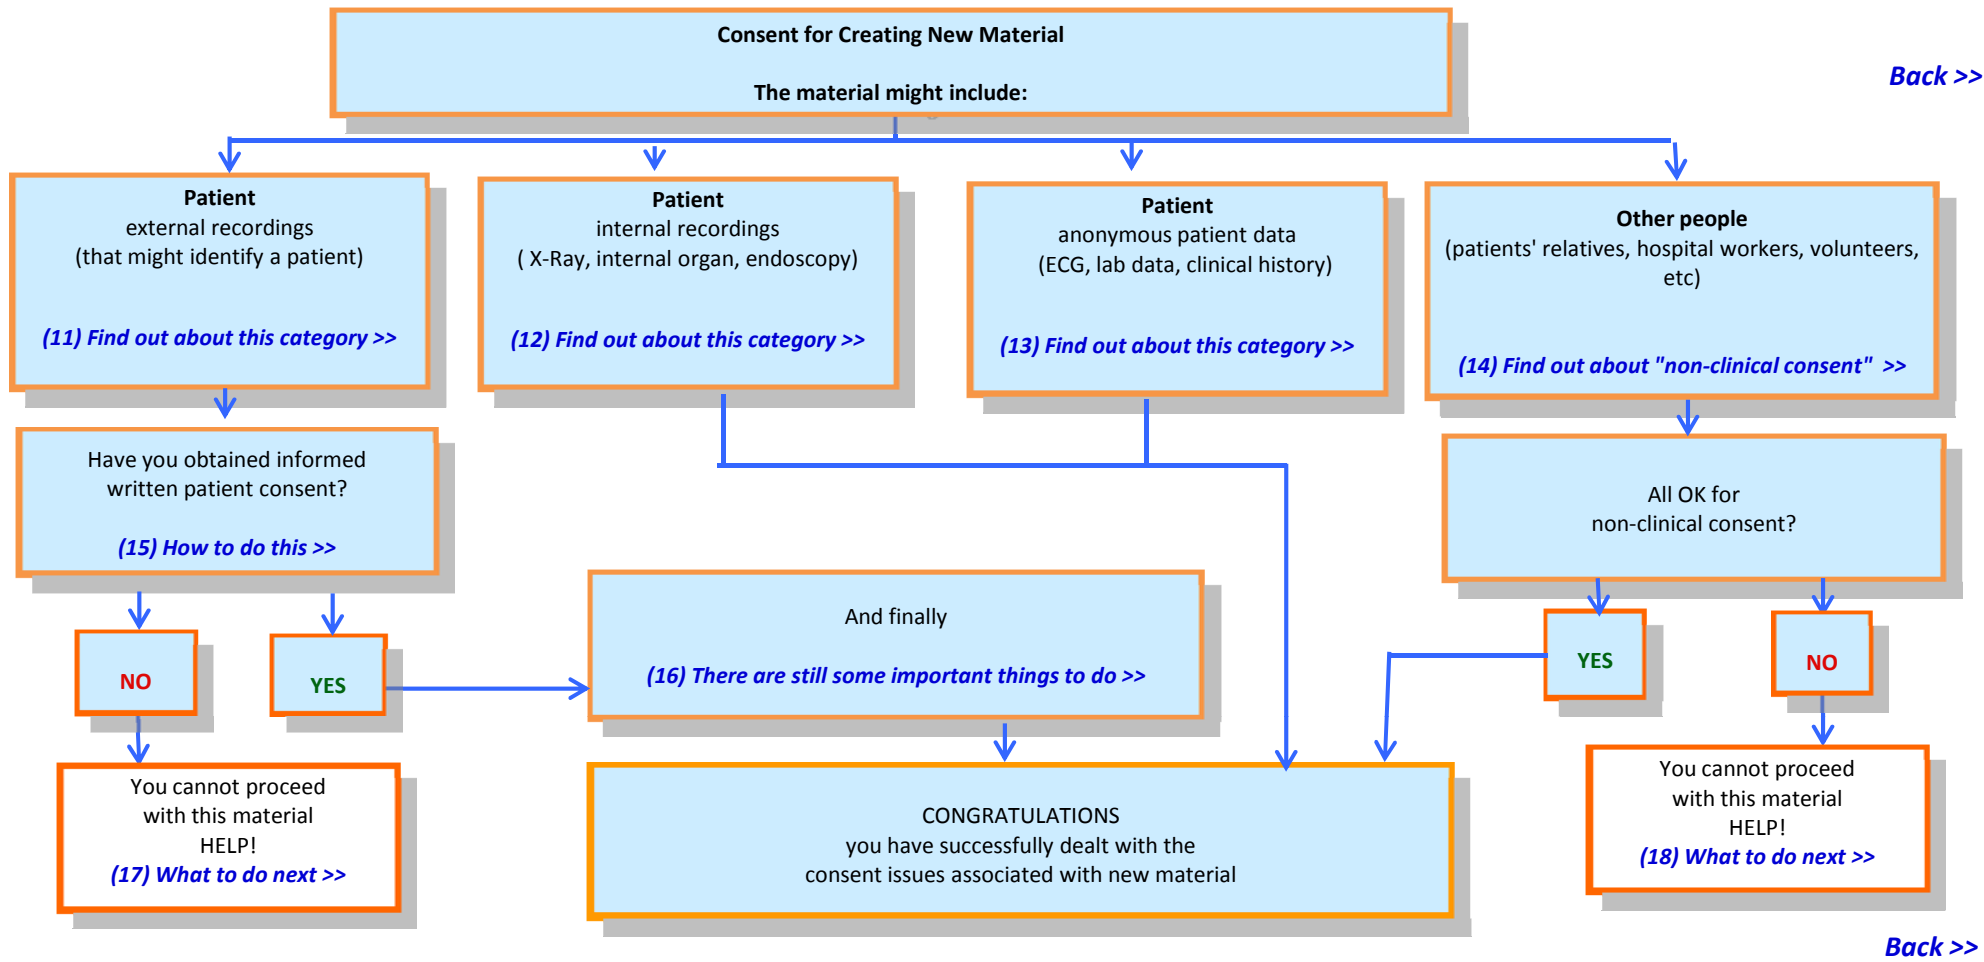 Consent for Creating New Material
The material might include:
Back >>
Patient
external recordings
(that might identify a patient)
(11) Find out about this category >>
Patient
internal recordings
( X-Ray, internal organ, endoscopy)
(12) Find out about this category >>
Patient
anonymous patient data
(ECG, lab data, clinical history)
(13) Find out about this category >>
Other people
(patients' relatives, hospital workers, volunteers,
etc)
(14) Find out about "non-clinical consent" >>
Have you obtained informed
written patient consent?
(15) How to do this >>
All OK for
non-clinical consent?
NO
YES
And finally
(16) There are still some important things to do >>
YES
NO
You cannot proceed
with this material
HELP!
(17) What to do next >>
CONGRATULATIONS
you have successfully dealt with the
consent issues associated with new material
You cannot proceed
with this material
HELP!
(18) What to do next >>
Back >>